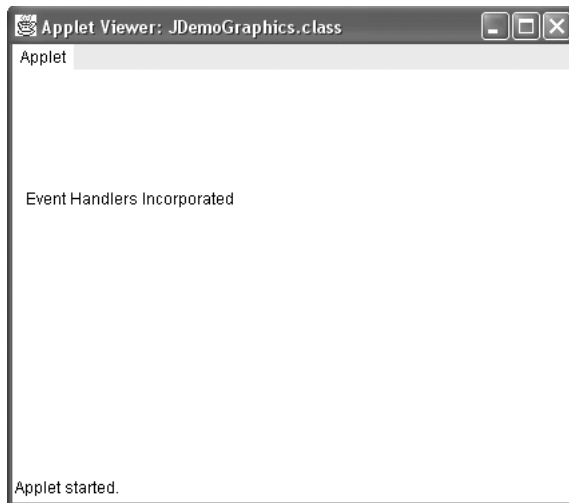 Applet Viewer: JDemoGraphics.class
Applet
Event Handlers Incorporated
Applet started.